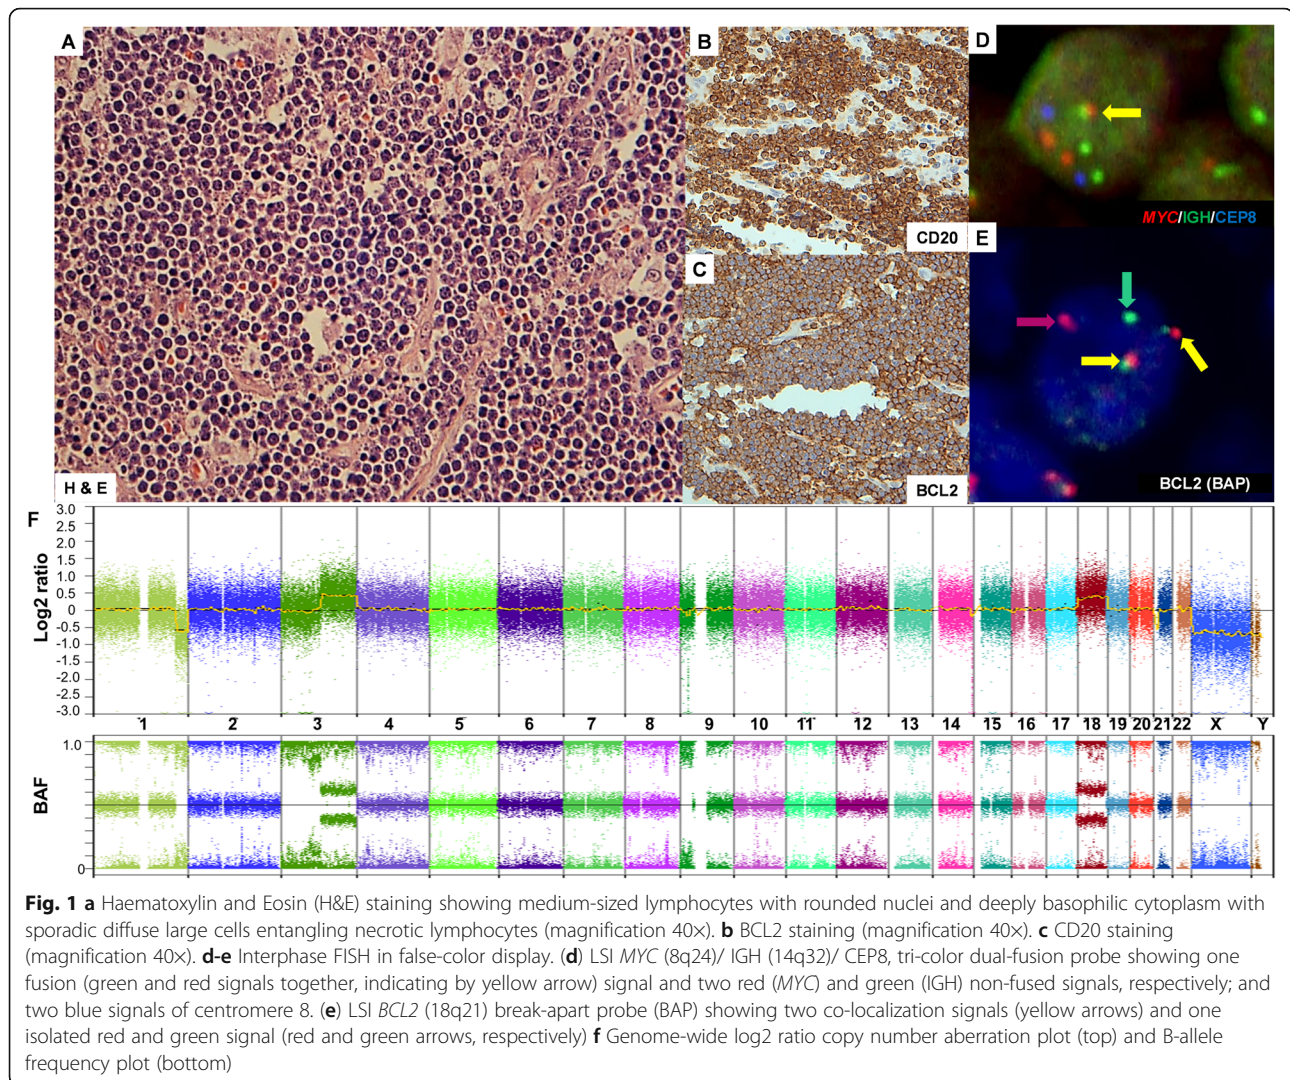 A
B
D
CD20
MYC/IGH/CEP8
C
E
H & E
BCL2
BCL2 (BAP)
F
3.0
2.5
2.0
1.5
1.0
0.5
0
-0.5
-1.0
-1.5
-2.0
-2.5
-3.0
Log2 ratio
1 2 3 4 5 6 7 8 9 10 11 12 13 14 15 16 17 18 19 20 21 22 X Y
1.0
0
BAF
Fig. 1 a Haematoxylin and Eosin (H&E) staining showing medium-sized lymphocytes with rounded nuclei and deeply basophilic cytoplasm with
sporadic diffuse large cells entangling necrotic lymphocytes (magnification 40×). b BCL2 staining (magnification 40×). c CD20 staining
(magnification 40×). d-e Interphase FISH in false-color display. (d) LSI MYC (8q24)/ IGH (14q32)/ CEP8, tri-color dual-fusion probe showing one
fusion (green and red signals together, indicating by yellow arrow) signal and two red (MYC) and green (IGH) non-fused signals, respectively; and
two blue signals of centromere 8. (e) LSI BCL2 (18q21) break-apart probe (BAP) showing two co-localization signals (yellow arrows) and one
isolated red and green signal (red and green arrows, respectively) f Genome-wide log2 ratio copy number aberration plot (top) and B-allele
frequency plot (bottom)